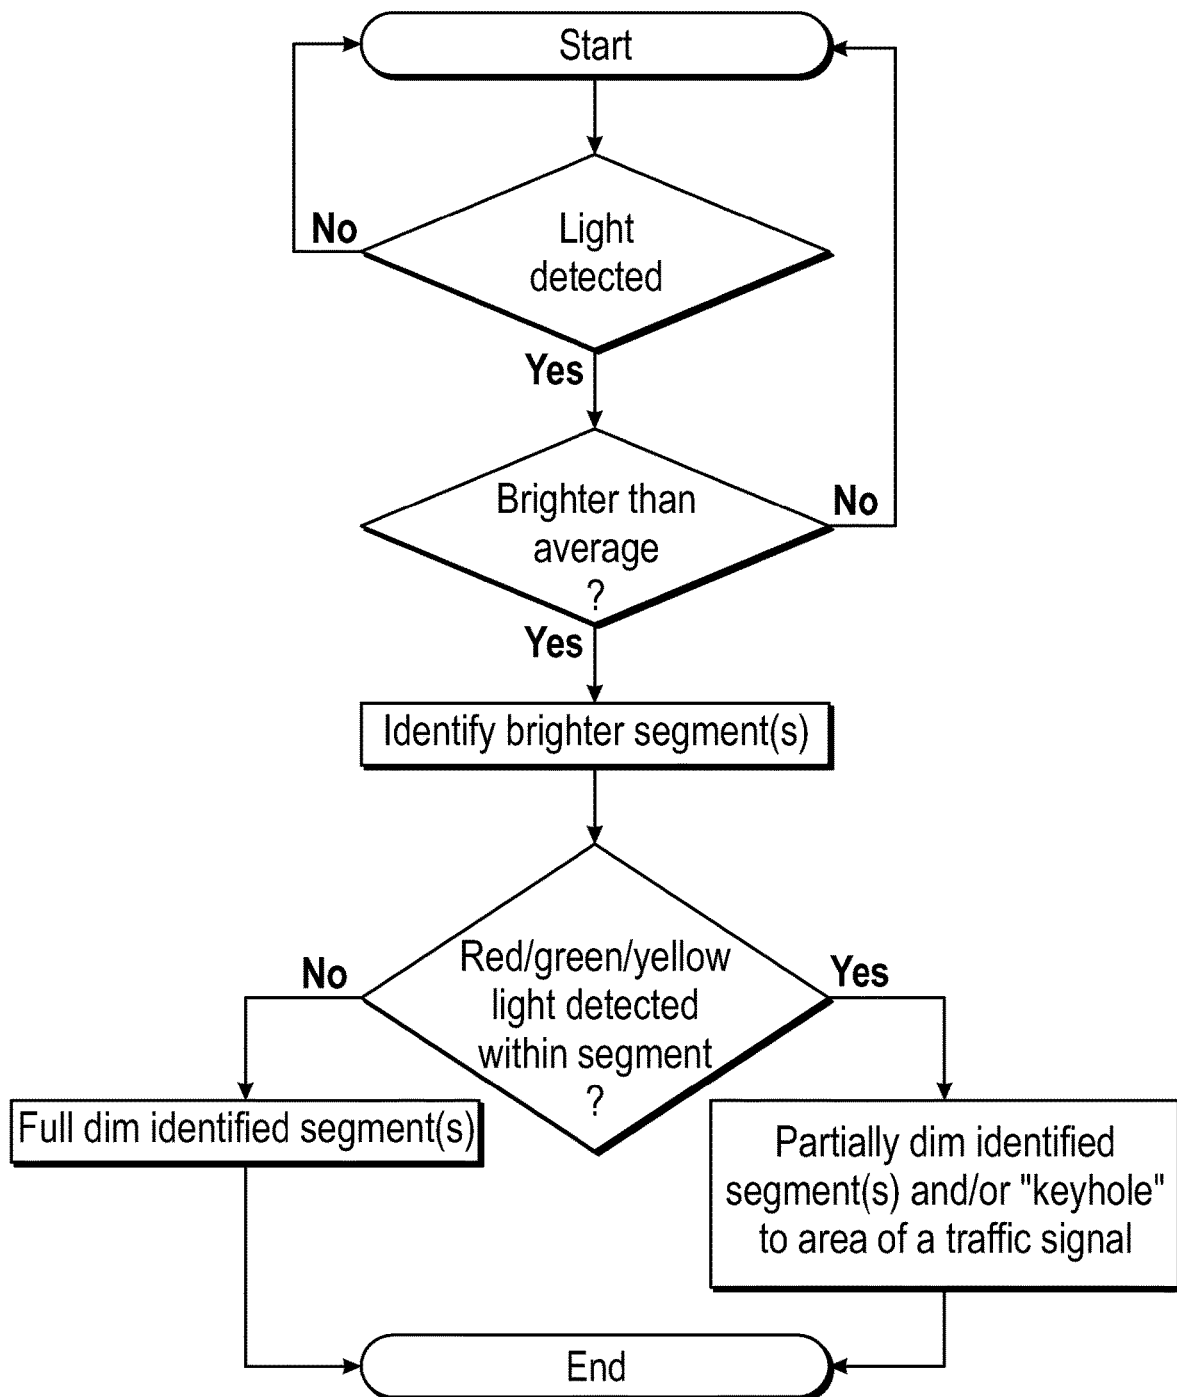 Start
Light
detected
No
Yes
Brighter than
average
?
No
Yes
Identify brighter segment(s)
Red/green/yellow
light detected
within segment
?
No
Yes
Full dim identified segment(s)
Partially dim identified
segment(s) and/or "keyhole"
to area of a traffic signal
End